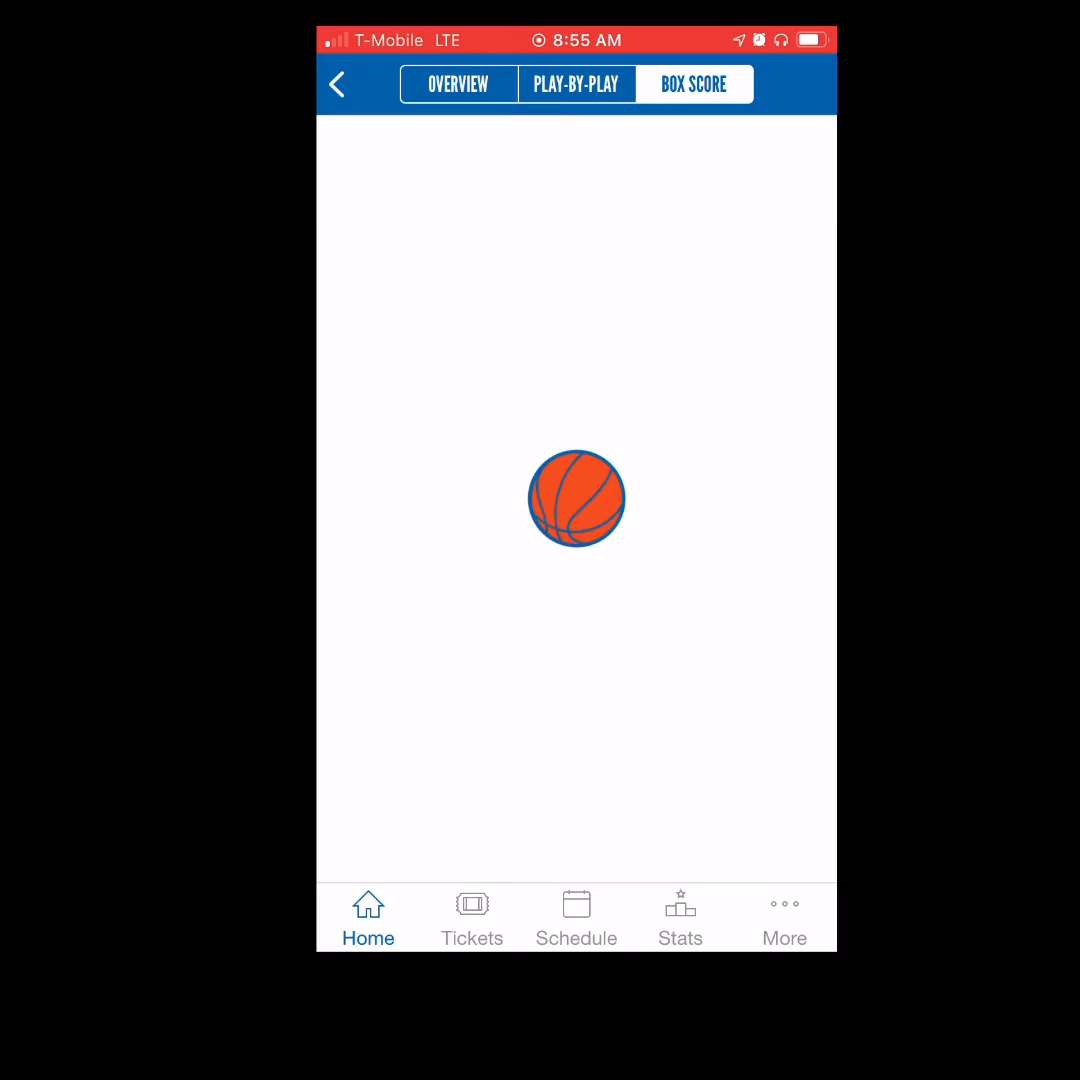 T-Mobile LTE 8:55 AM
OVERVIEW PLAY-BY-PLAY BOX SCORE
Home Tickets Schedule Stats More